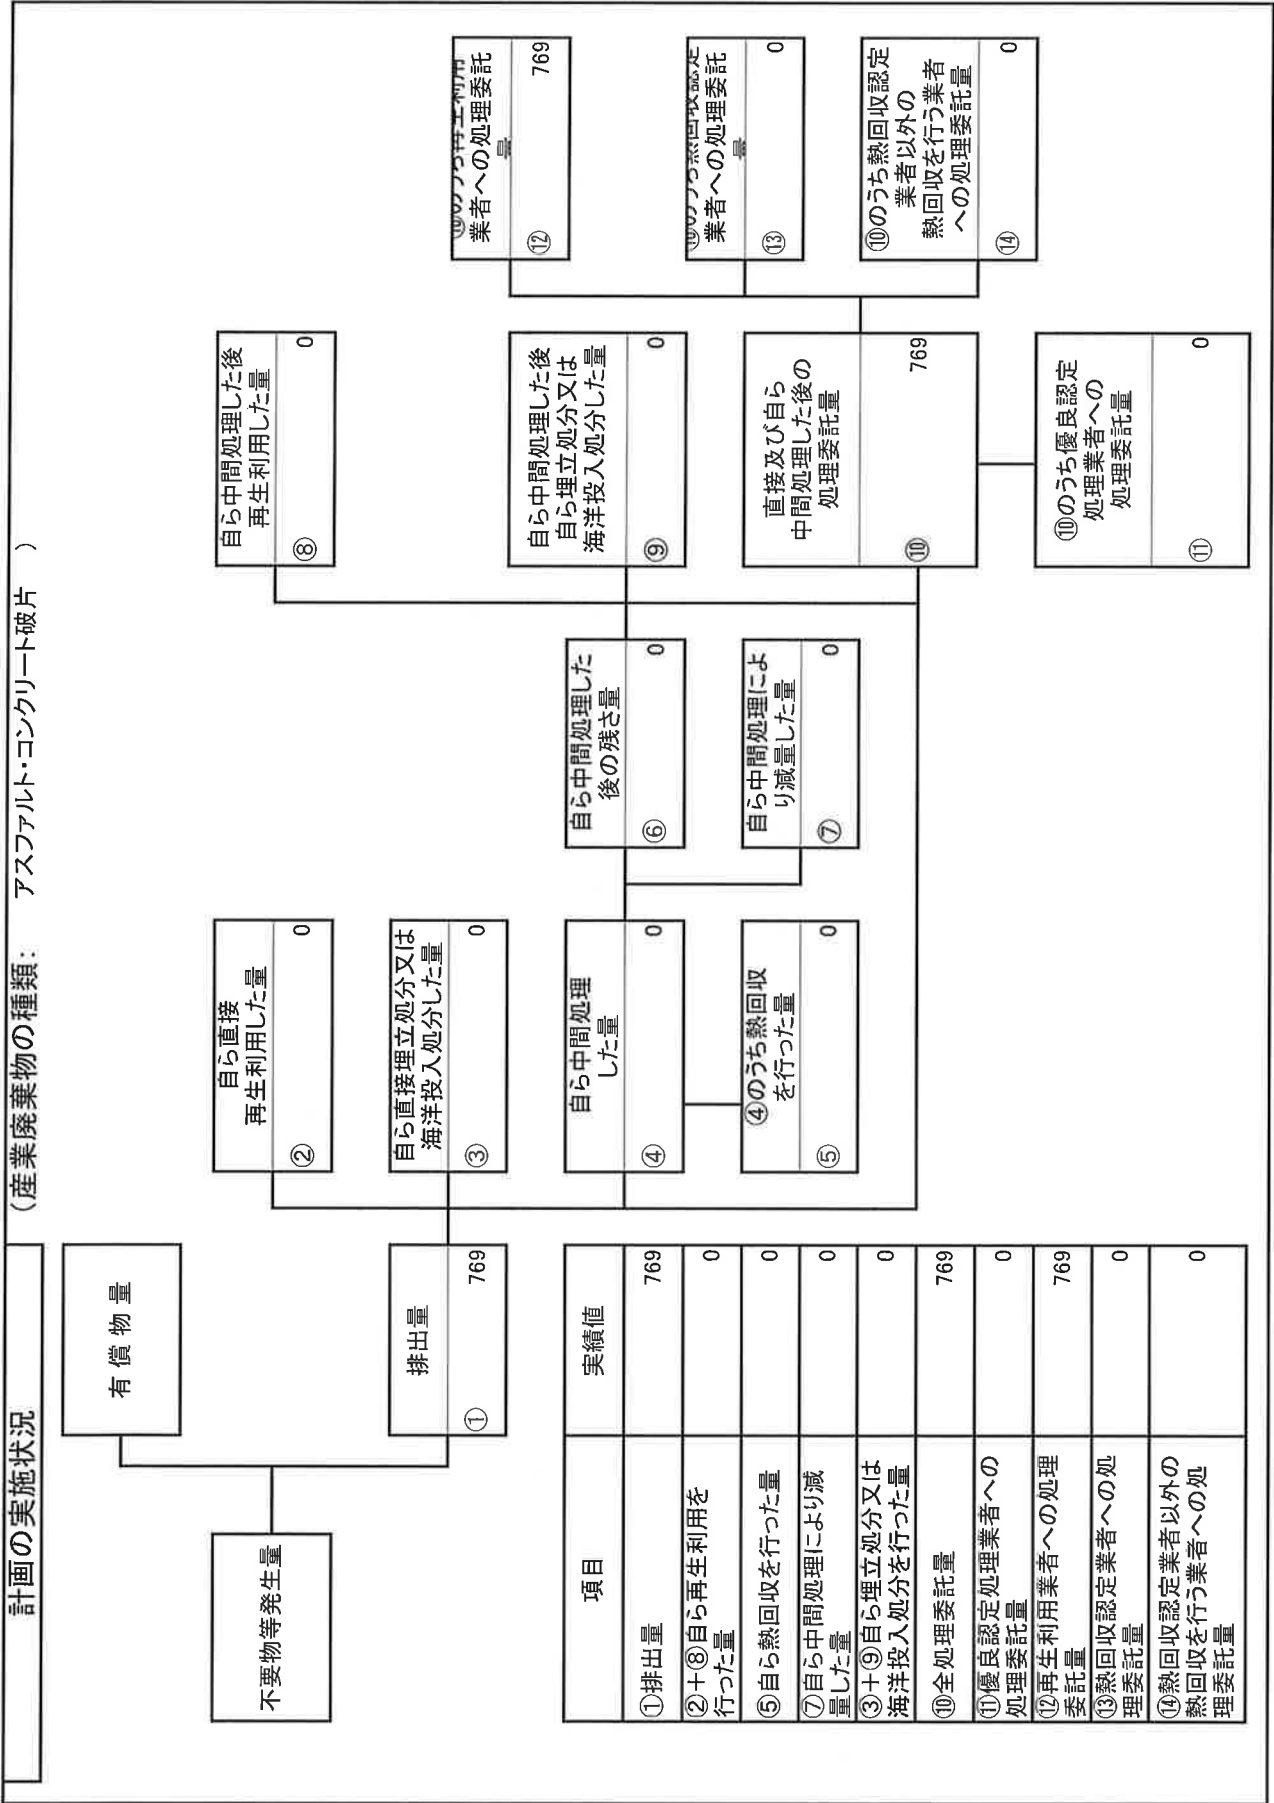 計画の実施状況
(産業廃棄物の種類： アスファルト・コンクリート破片 )
不要物等発生量
有 償 物 量
排出量
① 769
自ら直接
再生利用した量
② 0
自ら直接埋立処分又は
海洋投入処分した量
③ 0
自ら中間処理
した量
④ 0
④のうち熱回収
を行った量
⑤ 0
自ら中間処理した
後の残さ量
⑥ 0
自ら中間処理によ
り減量した量
⑦ 0
自ら中間処理した後
再生利用した量
⑧ 0
自ら中間処理した後
自ら埋立処分又は
海洋投入処分した量
⑨ 0
直接及び自ら
中間処理した後の
処理委託量
⑩ 769
⑩のうち優良認定
処理業者への
処理委託量
⑪ 0
⑩のうち再生利用
業者への処理委託
量
⑫ 769
⑩のうち熱回収認定
業者への処理委託
量
⑬ 0
⑩のうち熱回収認定
業者以外の
熱回収を行う業者
への処理委託量
⑭ 0
項目 実績値
①排出量 769
②＋⑧自ら再生利用を
行った量 0
⑤自ら熱回収を行った量 0
⑦自ら中間処理により減
量した量 0
③＋⑨自ら埋立処分又は
海洋投入処分を行った量 0
⑩全処理委託量 769
⑪優良認定処理業者への
処理委託量 0
⑫再生利用業者への処理
委託量 769
⑬熱回収認定業者への処
理委託量 0
⑭熱回収認定業者以外の
熱回収を行う業者への処
理委託量 0